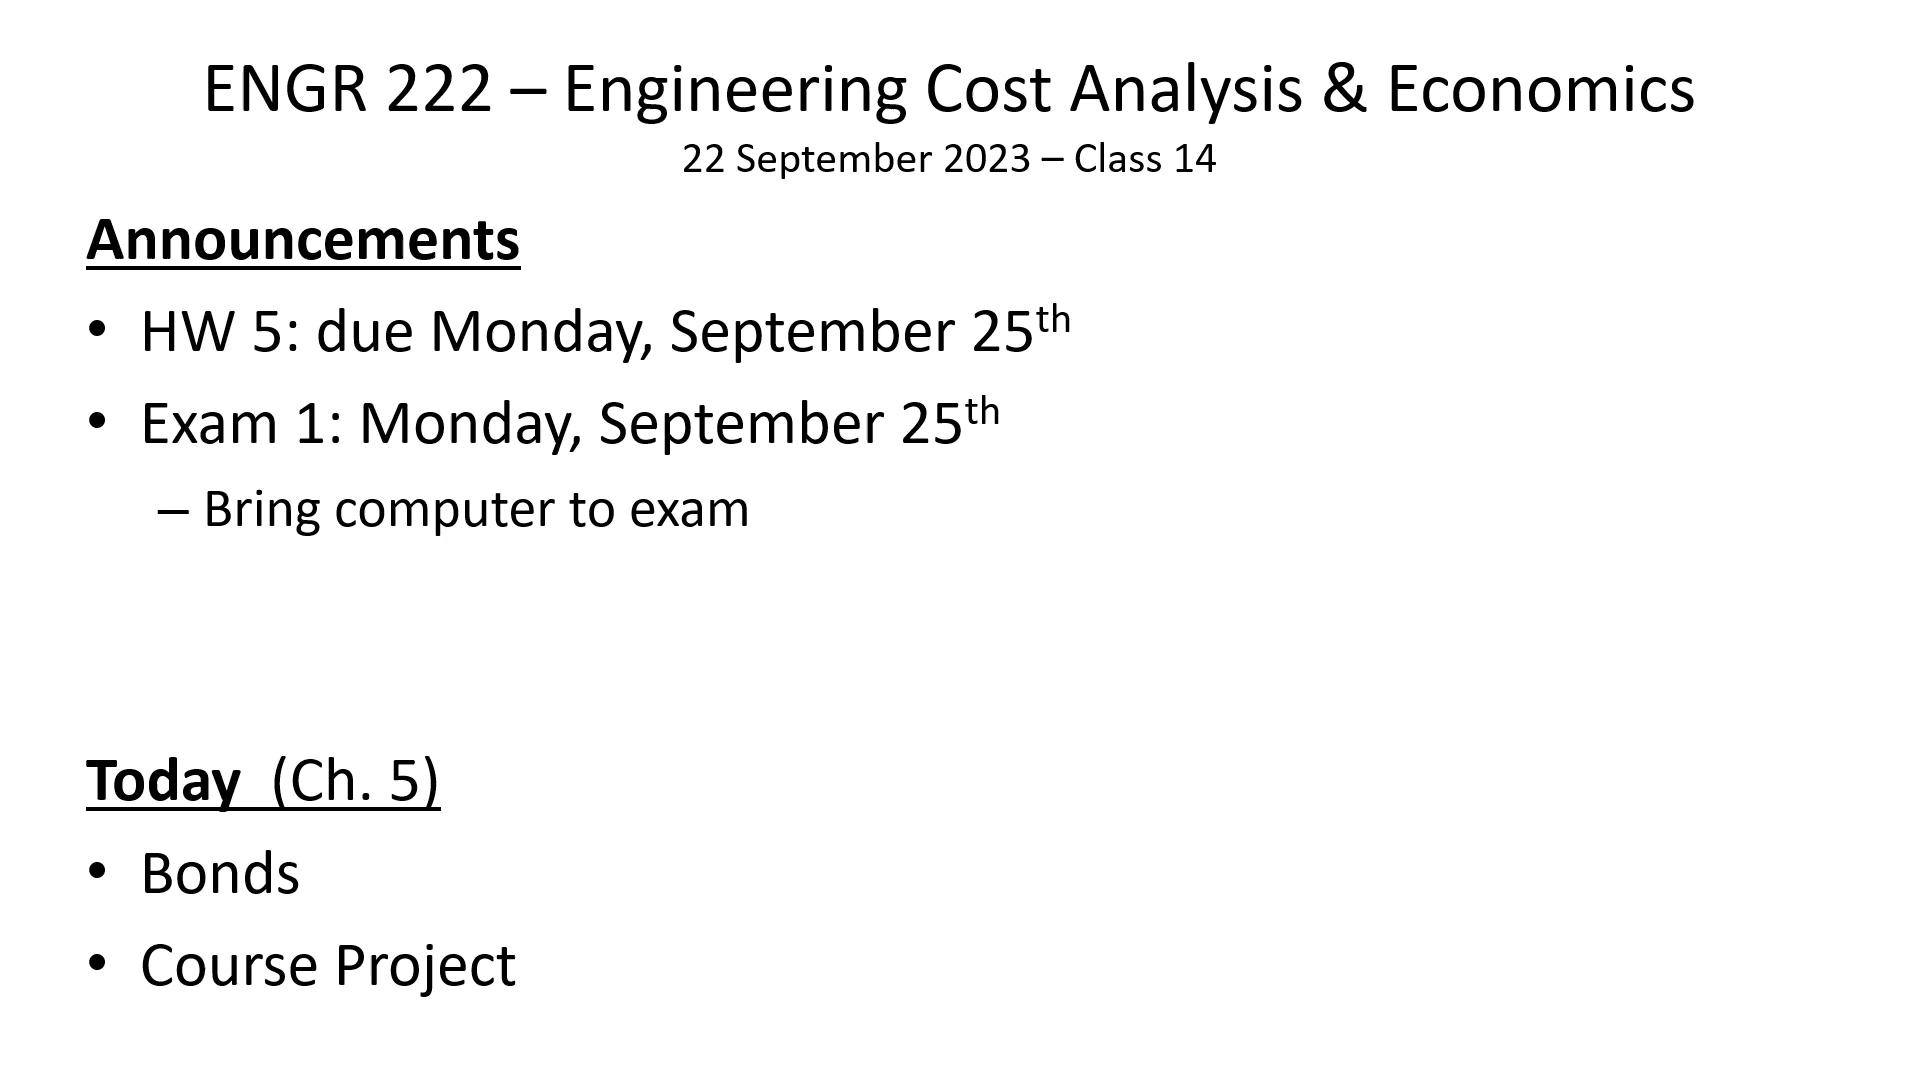 ENGR 222 – Engineering Cost Analysis & Economics
22 September 2023 – Class 14
Announcements
• HW 5: due Monday, September 25th
• Exam 1: Monday, September 25th
– Bring computer to exam
Today (Ch. 5)
• Bonds
• Course Project